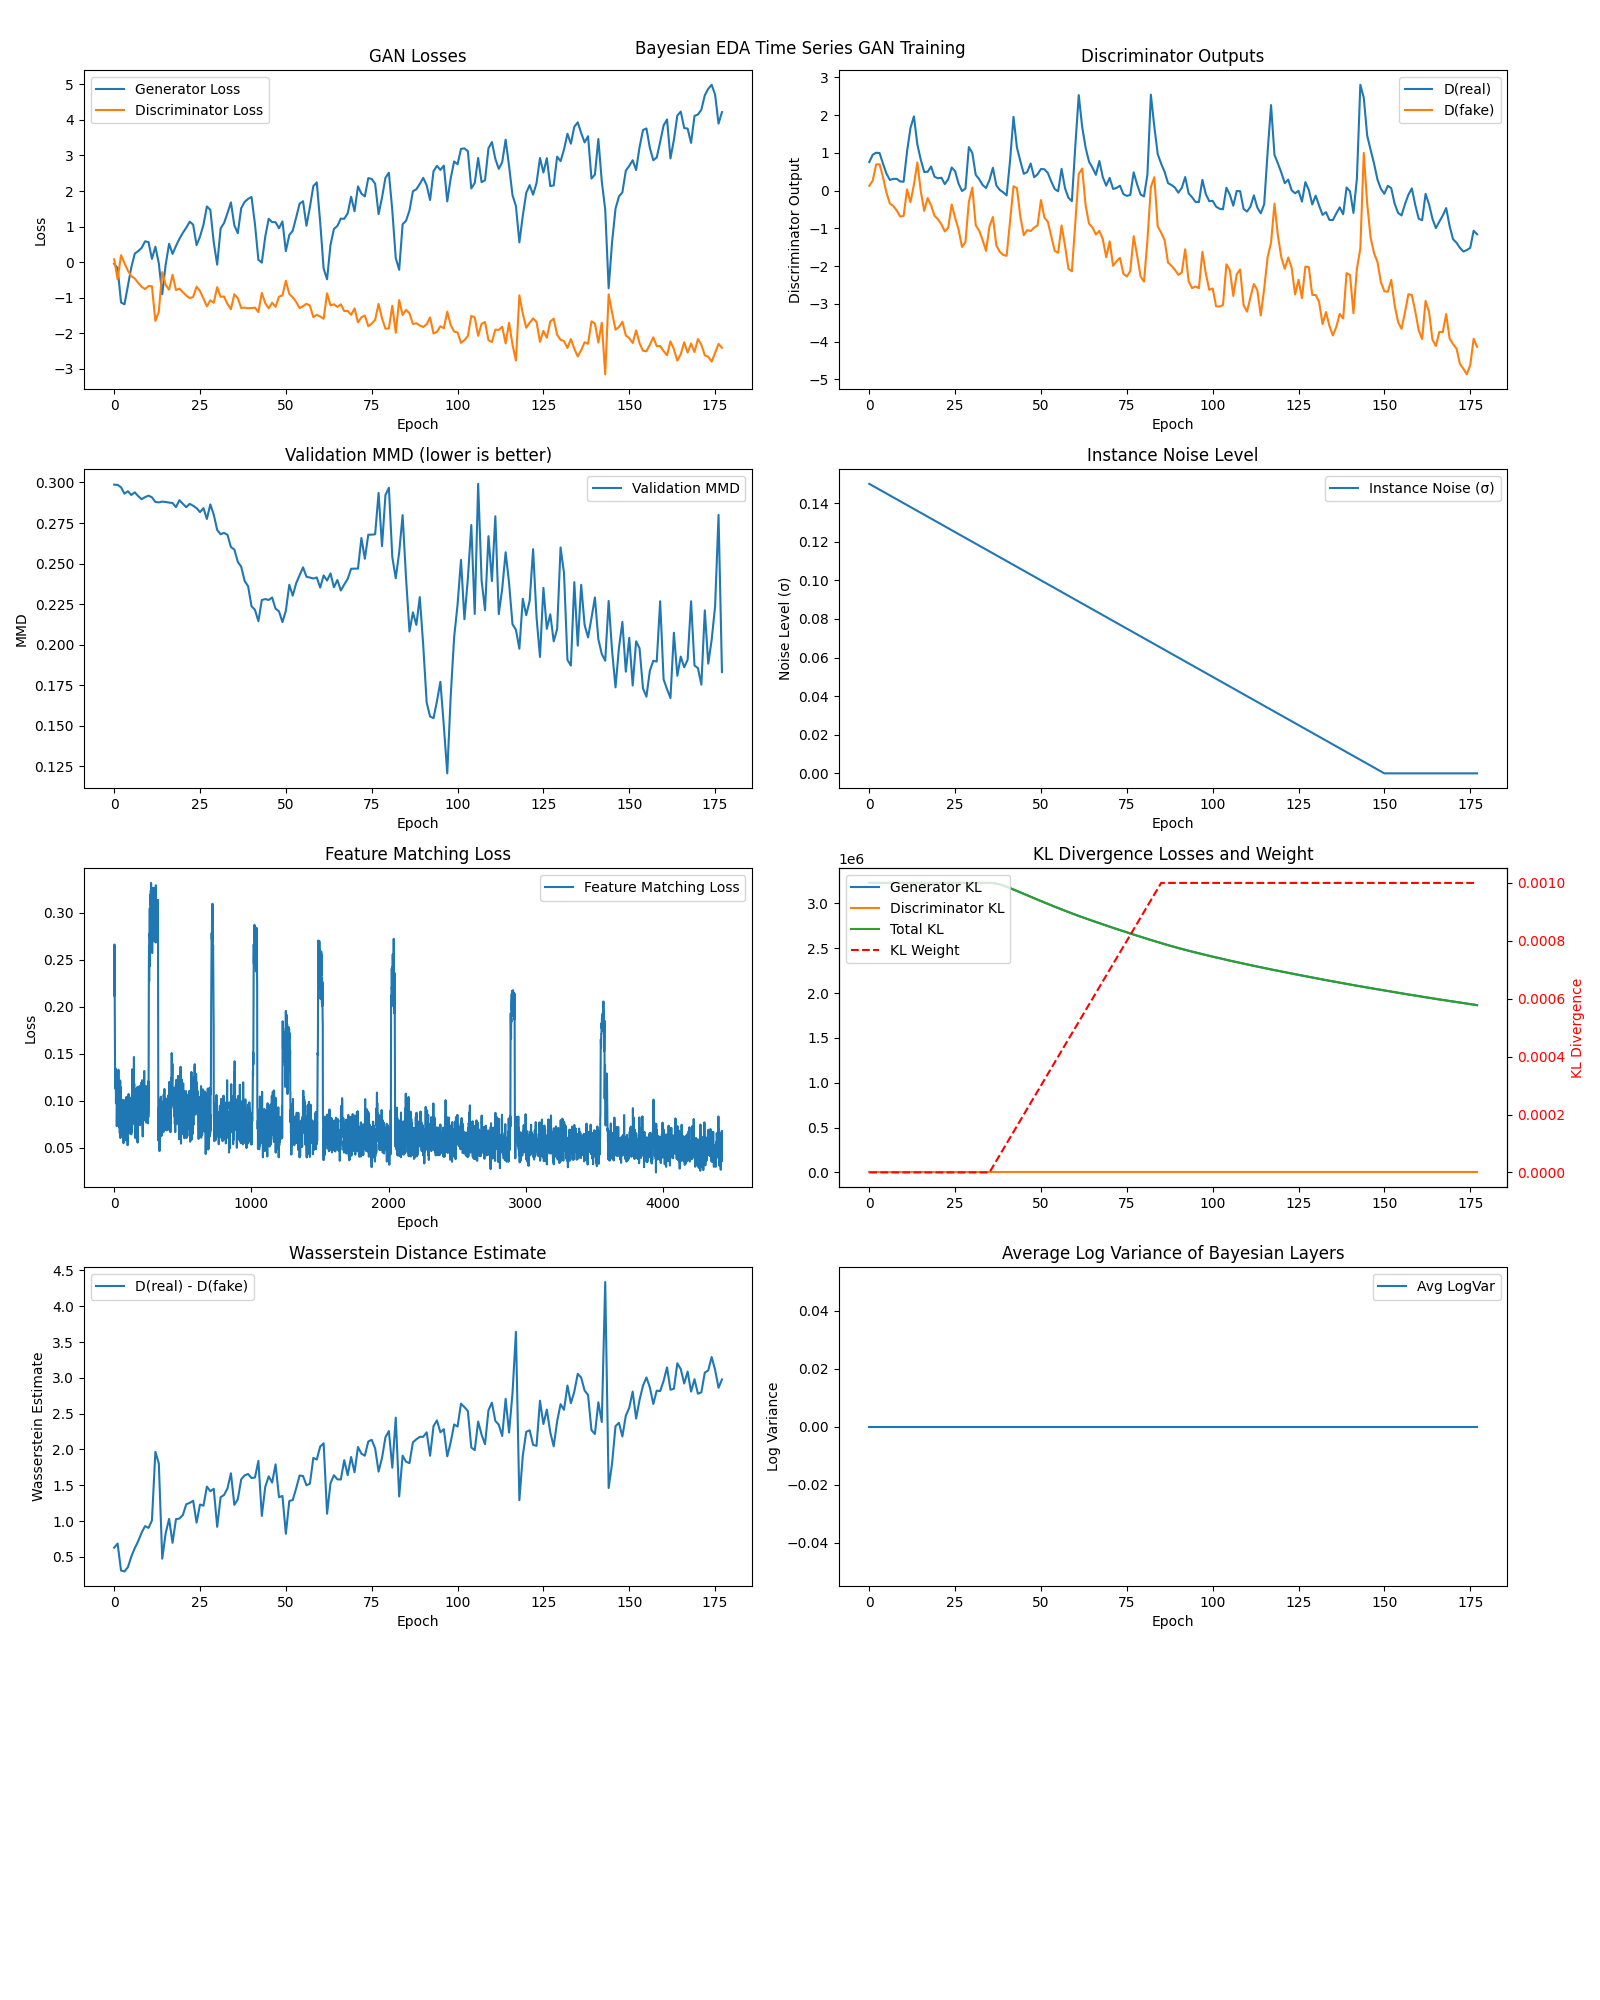 Bayesian EDA Time Series GAN Training
GAN Losses
Generator Loss
Discriminator Loss
Loss
5
4
3
2
1
0
−1
−2
−3
0 25 50 75 100 125 150 175
Epoch
Discriminator Outputs
D(real)
D(fake)
Discriminator Output
3
2
1
0
−1
−2
−3
−4
−5
0 25 50 75 100 125 150 175
Epoch
Validation MMD (lower is better)
Validation MMD
MMD
0.300
0.275
0.250
0.225
0.200
0.175
0.150
0.125
0 25 50 75 100 125 150 175
Epoch
Instance Noise Level
Instance Noise (σ)
Noise Level (σ)
0.14
0.12
0.10
0.08
0.06
0.04
0.02
0.00
0 25 50 75 100 125 150 175
Epoch
Feature Matching Loss
Feature Matching Loss
Loss
0.30
0.25
0.20
0.15
0.10
0.05
0 1000 2000 3000 4000
Epoch
KL Divergence Losses and Weight
1e6
Generator KL
Discriminator KL
Total KL
KL Weight
3.0
2.5
2.0
1.5
1.0
0.5
0.0
0 25 50 75 100 125 150 175
0.0010
0.0008
0.0006
0.0004
0.0002
0.0000
KL Divergence
Wasserstein Distance Estimate
D(real) - D(fake)
Wasserstein Estimate
4.5
4.0
3.5
3.0
2.5
2.0
1.5
1.0
0.5
0 25 50 75 100 125 150 175
Epoch
Average Log Variance of Bayesian Layers
Avg LogVar
Log Variance
0.04
0.02
0.00
−0.02
−0.04
0 25 50 75 100 125 150 175
Epoch